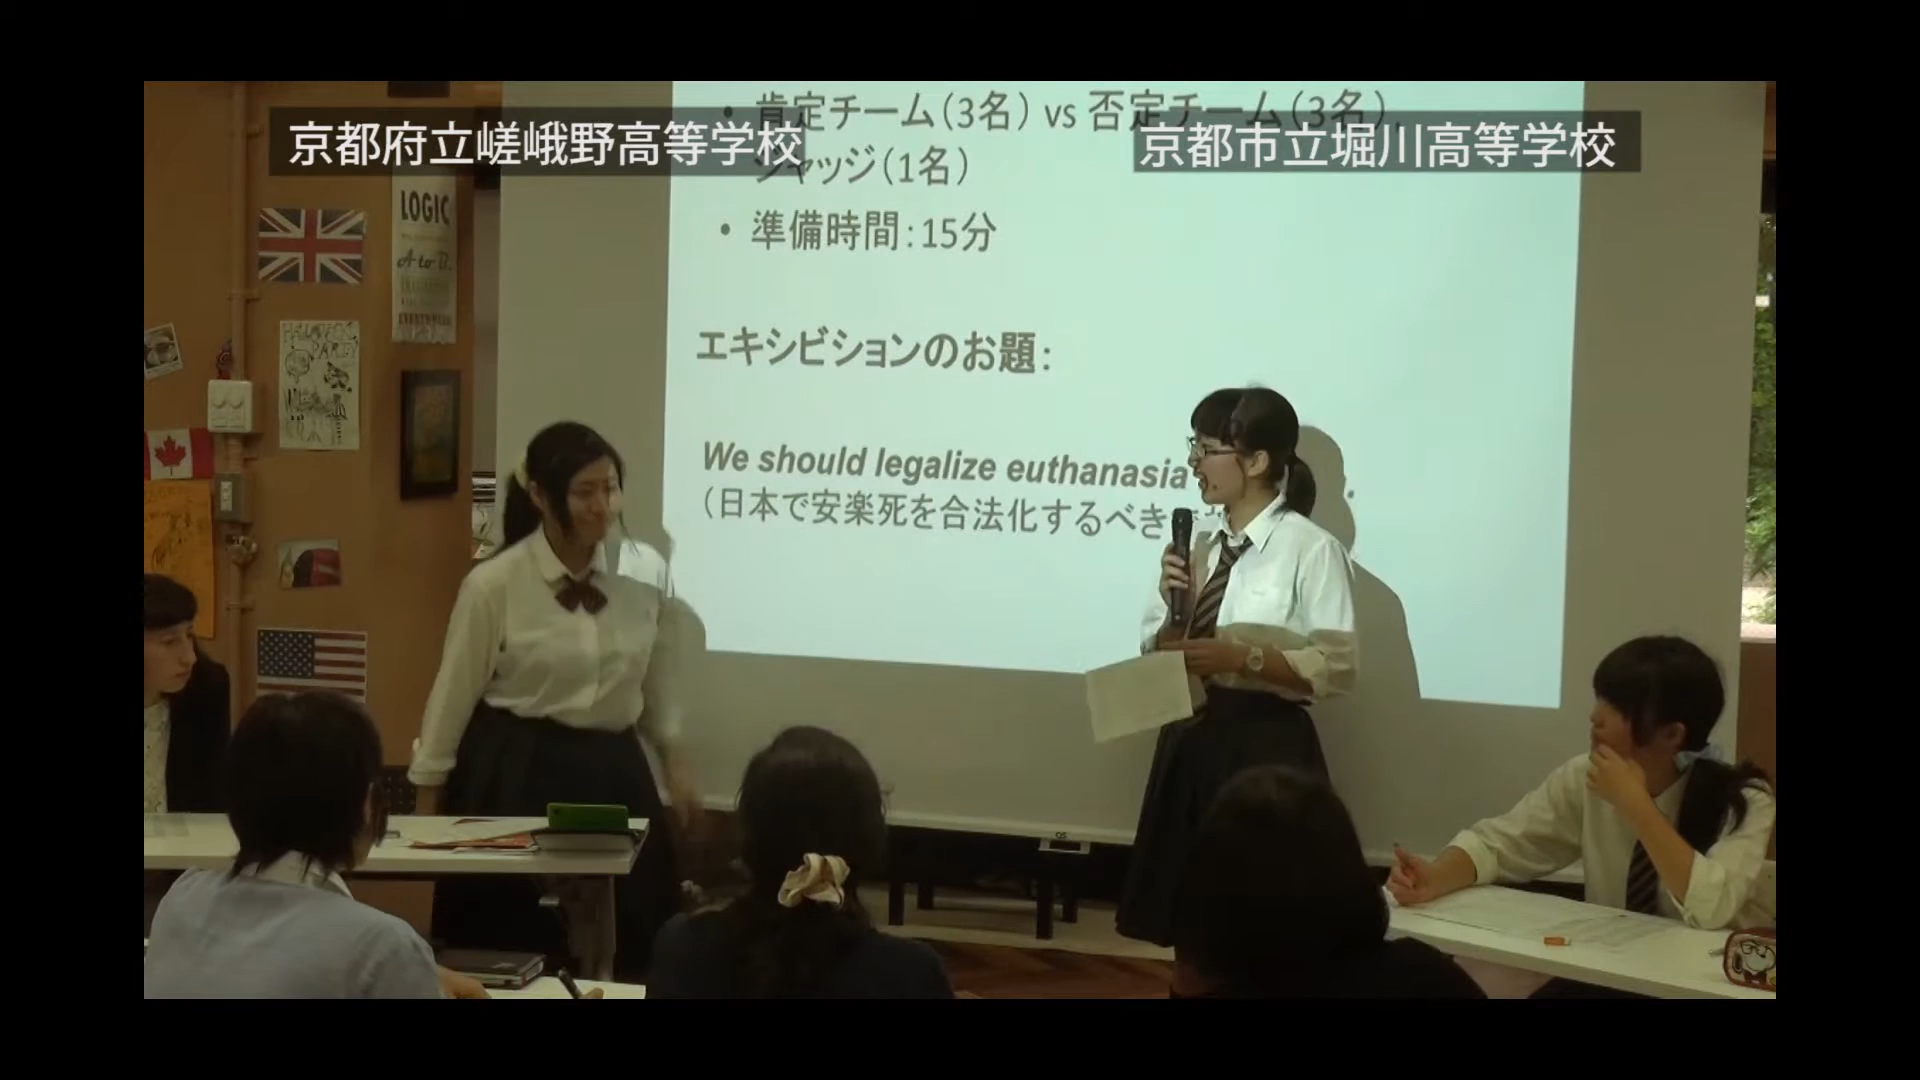 肯定チーム（3名）vs 否定チーム（3名）、
京都府立嵯峨野高等学校
京都市立堀川高等学校
ジャッジ（1名）
• 準備時間：15分
エキシビションのお題：
We should legalize euthanasia
（日本で安楽死を合法化するべき
LOGIC
A to B.
EVERYWHERE